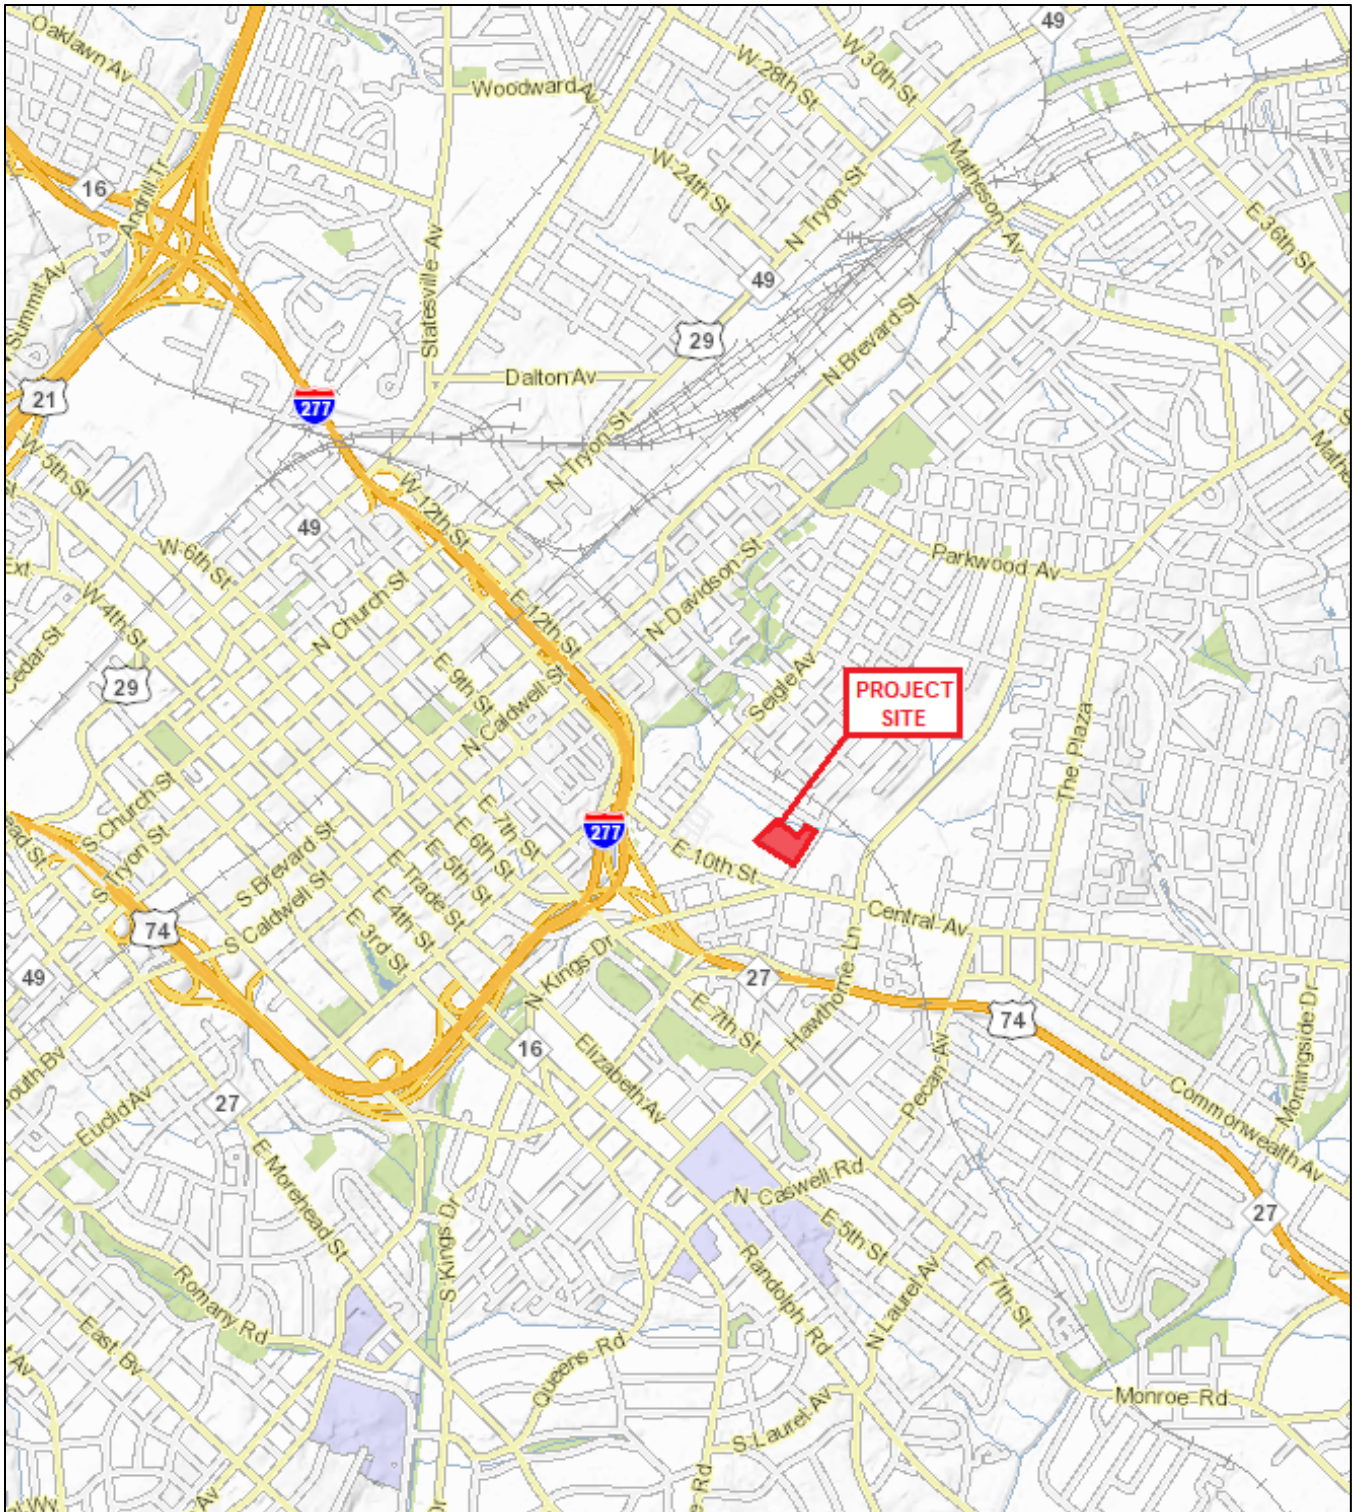 Oaklawn Av
49
W 30th St
W 28th St
Woodward Av
W 24th St
Matheson Av
16
Andrill Tr
N Tryon St
E 36th St
Summit Av
Statesville Av
49
29
N Brevard St
Dalton Av
21
277
N Tryon St
W 5th St
W 12th St
49
W 6th St
Parkwood Av
Ext
W 4th St
N Church St
E 12th St
N Davidson St
Cedar St
E 9th St
N Caldwell St
Seigle Av
29
PROJECT
SITE
The Plaza
S Church St
S Tryon St
E 7th St
E 6th St
E 5th St
E Trade St
E 4th St
E 3rd St
S Brevard St
S Caldwell St
277
E 10th St
Central Av
74
49
N Kings Dr
27
E 7th St
Hawthorne Ln
74
Morningside Dr
16
Elizabeth Av
Pecan Av
Commonwealth Av
Euclid Av
27
E Morehead St
N Caswell Rd
E 5th St
27
S Kings Dr
Randolph Rd
N Laurel Av
E 7th St
Romany Rd
East Bv
Queens Rd
Monroe Rd
S Laurel Av
Av
Rd